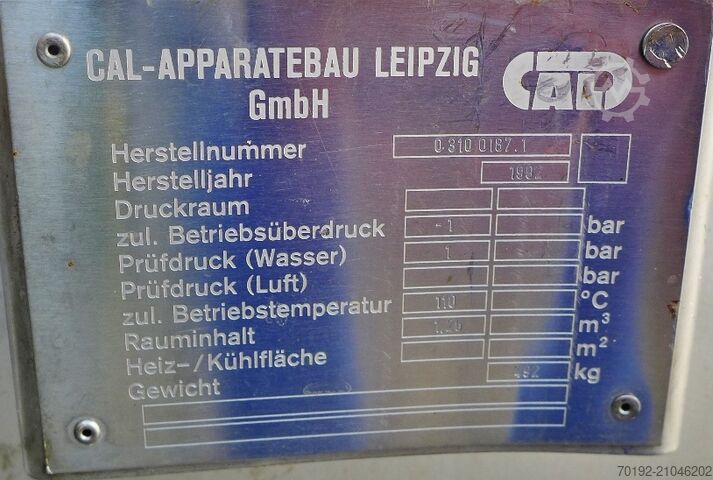 CAL-APPARATEBAU LEIPZIG
GmbH
CAL
Herstellnummer 0 310 0187.1
Herstelljahr 1992
Druckraum
zul. Betriebsüberdruck -1 bar
Prüfdruck (Wasser) 1 bar
Prüfdruck (Luft) bar
zul. Betriebstemperatur 110 °C
Rauminhalt m³
Heiz-/Kühlfläche m²
Gewicht kg
70192-21046202